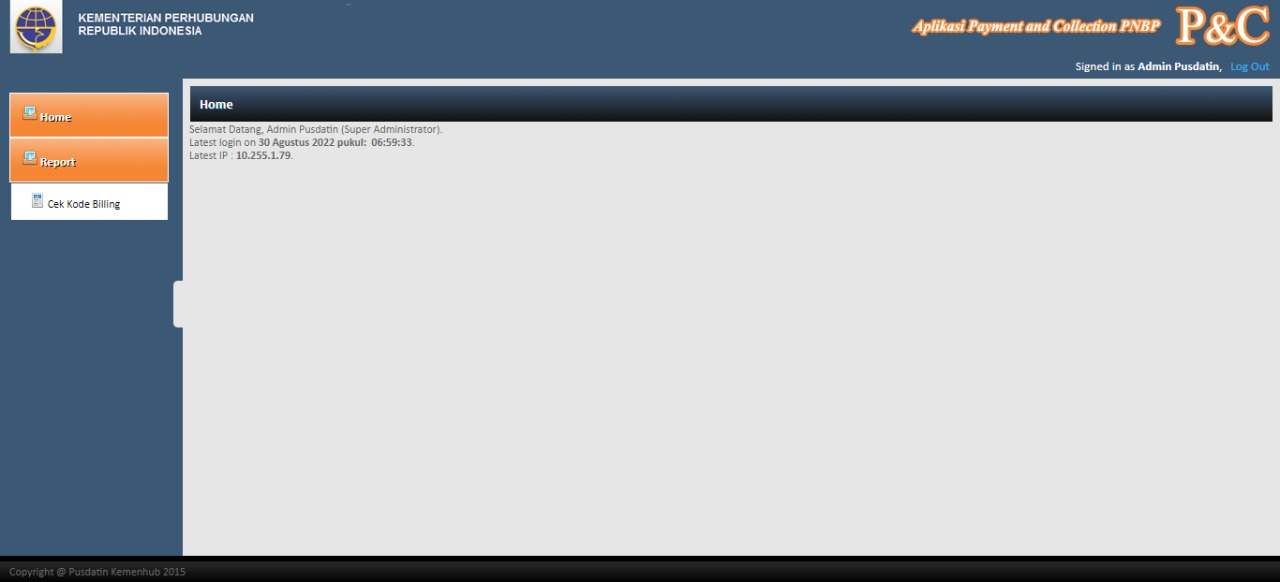 KEMENTERIAN PERHUBUNGAN
REPUBLIK INDONESIA
Aplikasi Payment and Collection PNBP P&C
Signed in as Admin Pusdatin, Log Out
Home
Report
Cek Kode Billing
Home
Selamat Datang, Admin Pusdatin (Super Administrator).
Latest login on 30 Agustus 2022 pukul: 06:59:33.
Latest IP : 10.255.1.79.
Copyright @ Pusdatin Kemenhub 2015